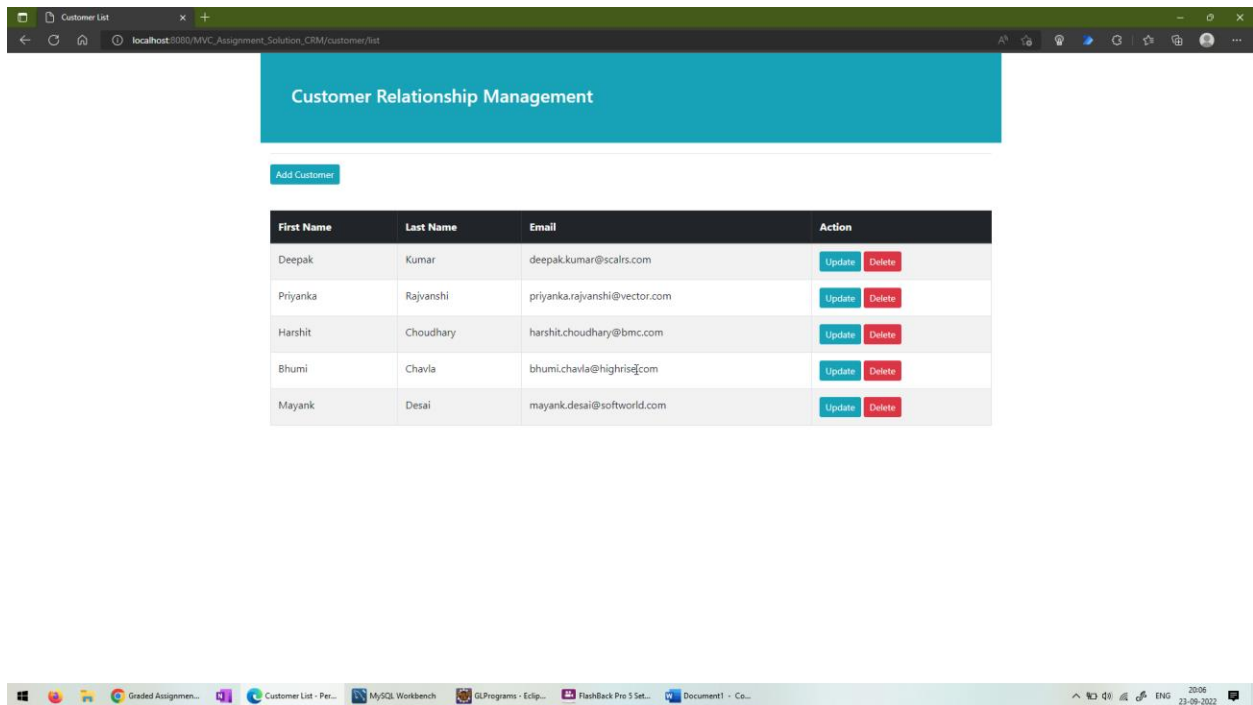 Customer List
localhost:8080/MVC_Assignment_Solution_CRM/customer/list
Customer Relationship Management
Add Customer
First Name Last Name Email Action
Deepak Kumar deepak.kumar@scalrs.com Update Delete
Priyanka Rajvanshi priyanka.rajvanshi@vector.com Update Delete
Harshit Choudhary harshit.choudhary@bmc.com Update Delete
Bhumi Chavla bhumi.chavla@highrise.com Update Delete
Mayank Desai mayank.desai@softworld.com Update Delete
Graded Assignmen... Customer List - Per... MySQL Workbench GLPrograms - Eclip... FlashBack Pro 5 Set... Document1 - Co... ENG 20:06
23-09-2022